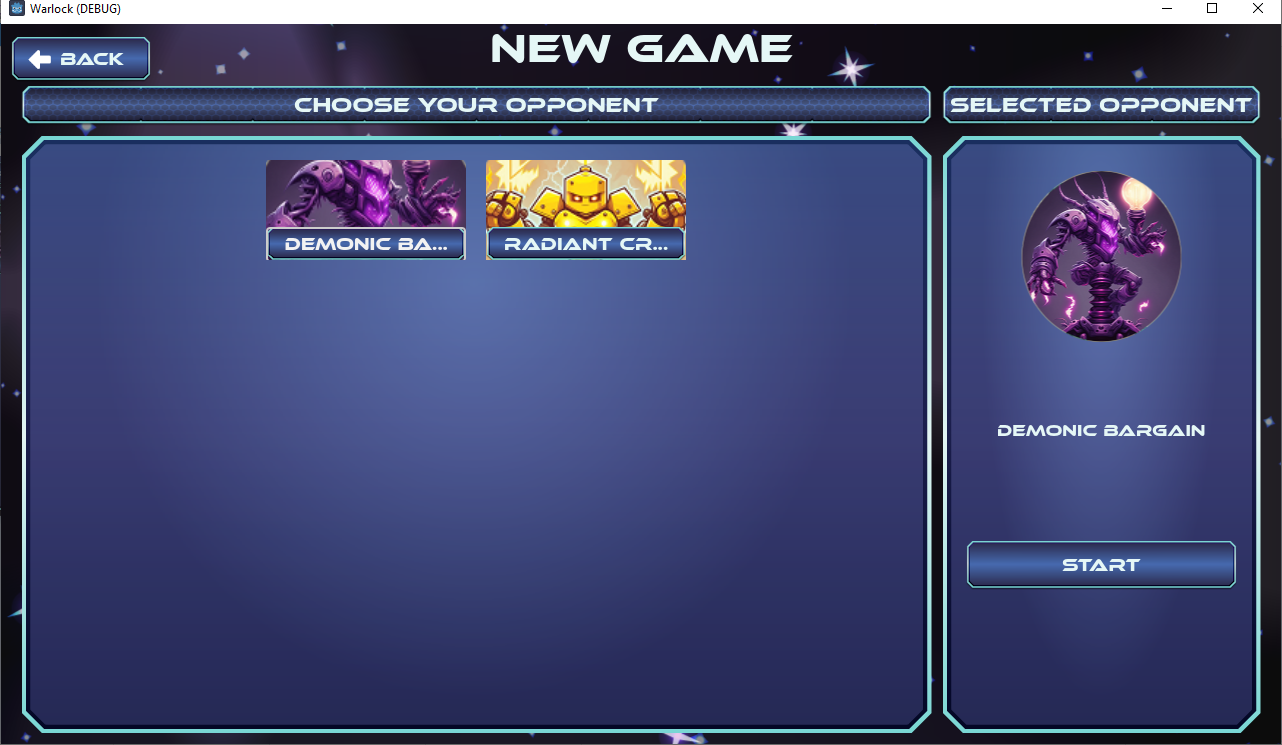 Warlock (DEBUG)
BACK
NEW GAME
CHOOSE YOUR OPPONENT
SELECTED OPPONENT
DEMONIC BA...
RADIANT CR...
DEMONIC BARGAIN
START